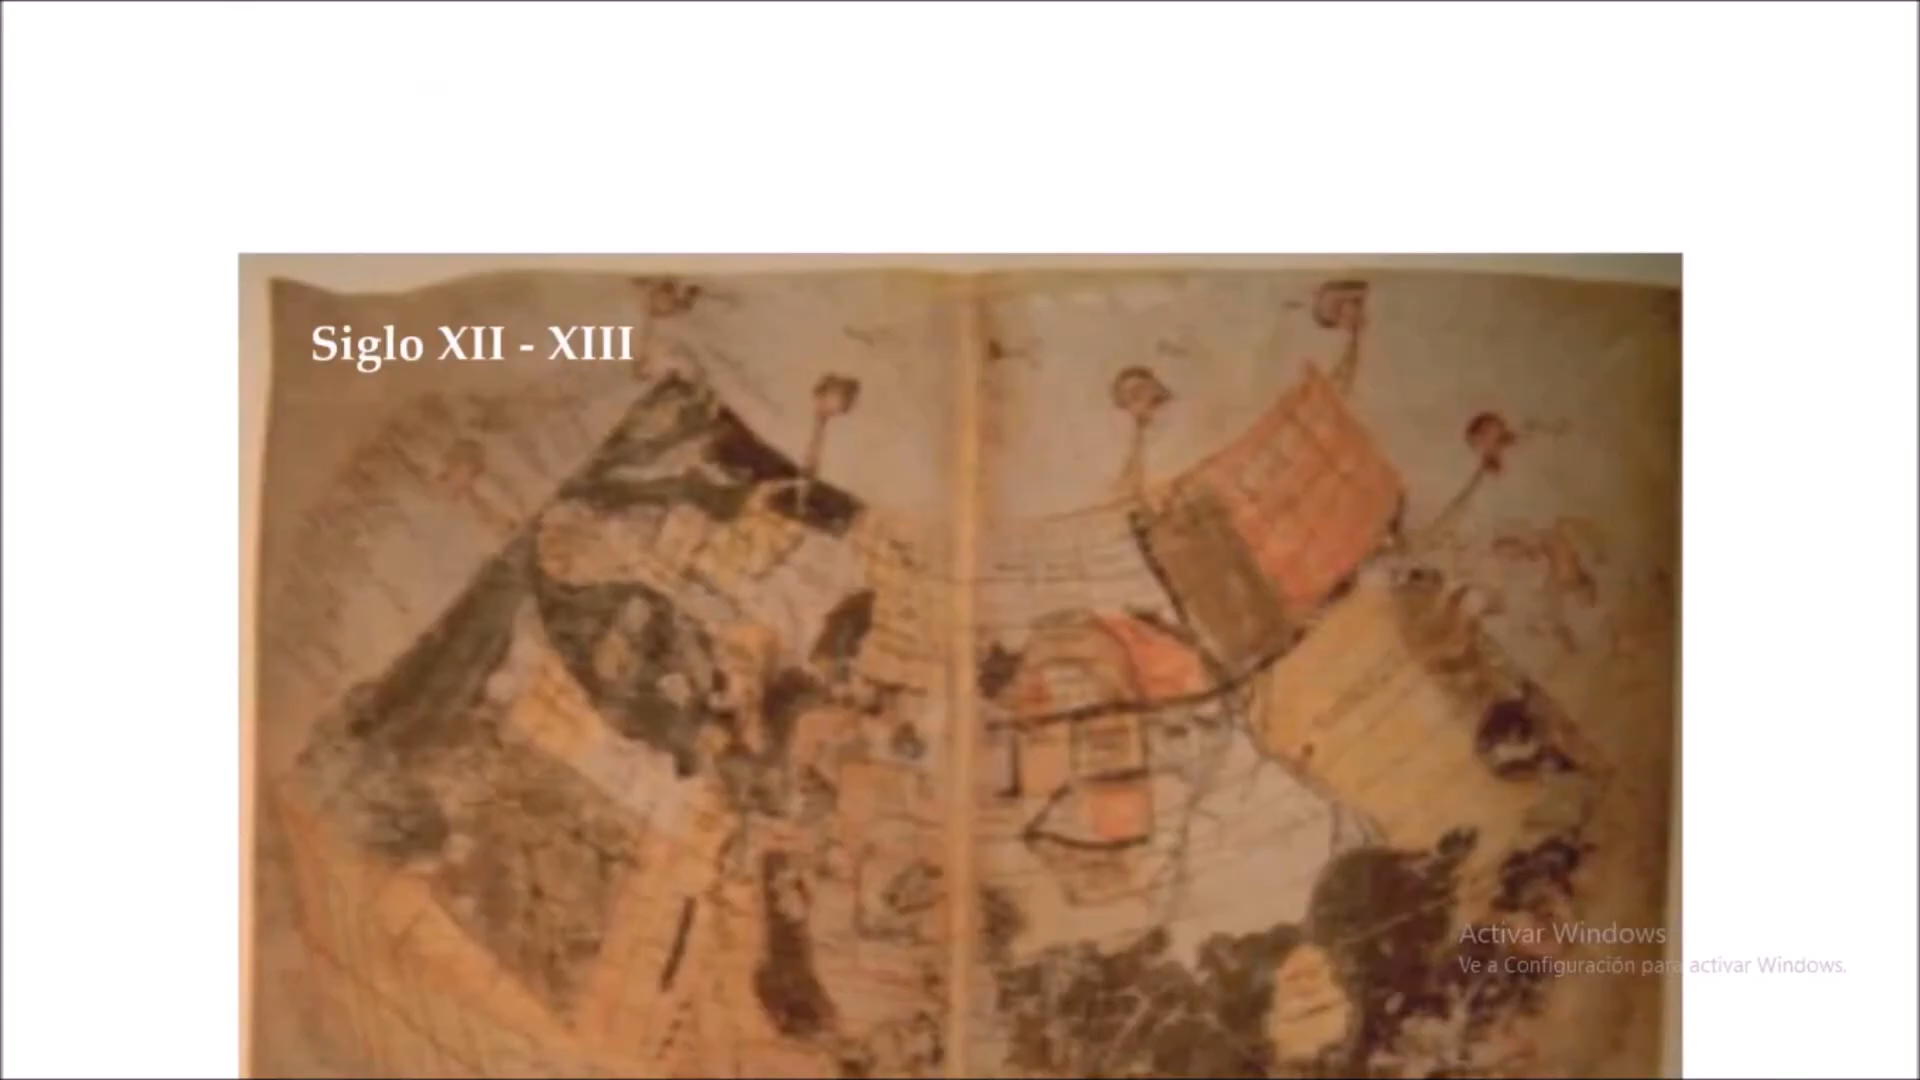 Siglo XII - XIII
Activar Windows
Ve a Configuración para activar Windows.